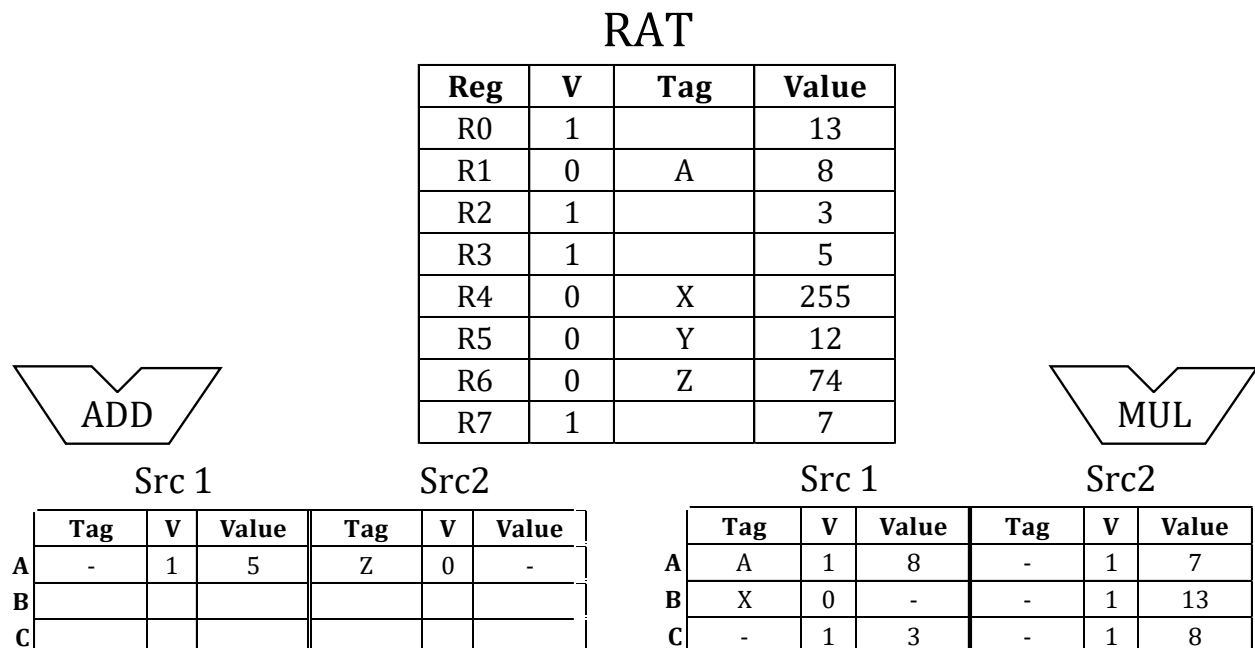 RAT
Reg V Tag Value
R0 1 13
R1 0 A 8
R2 1 3
R3 1 5
R4 0 X 255
R5 0 Y 12
R6 0 Z 74
R7 1 7
ADD
MUL
Src 1 Src2
Src 1 Src2
Tag V Value Tag V Value
A - 1 5 Z 0 -
B
C
Tag V Value Tag V Value
A A 1 8 - 1 7
B X 0 - - 1 13
C - 1 3 - 1 8